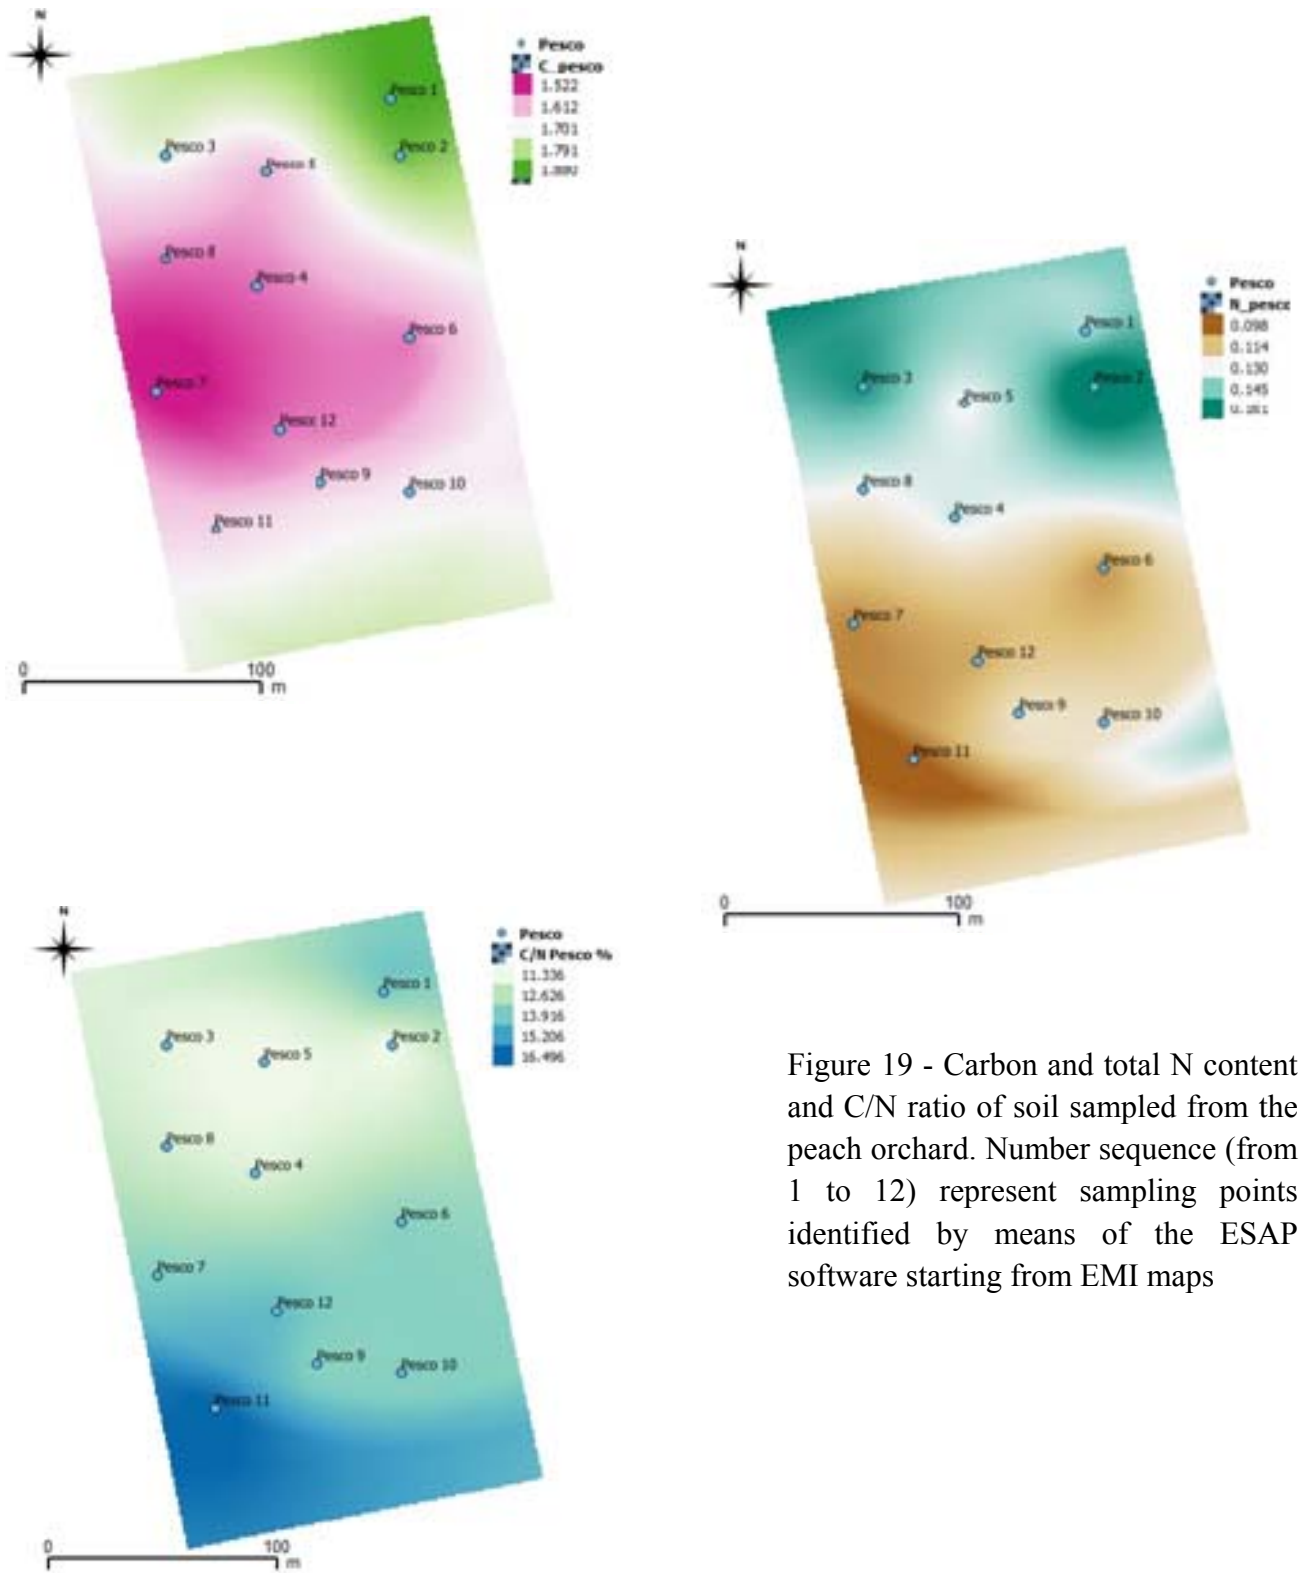 N
Pesco
C_pesco
1.522
1.612
1.701
1.791
Pesco 1
Pesco 2
Pesco 3
Pesco 8
Pesco 4
Pesco 6
Pesco 7
Pesco 12
Pesco 9
Pesco 10
Pesco 11
0 100
m
N
Pesco
N_pesco
0.098
0.114
0.130
0.145
Pesco 1
Pesco 3
Pesco 2
Pesco 5
Pesco 8
Pesco 4
Pesco 6
Pesco 7
Pesco 12
Pesco 9
Pesco 10
Pesco 11
0 100
m
N
Pesco
C/N Pesco %
11.336
12.626
13.916
15.206
16.496
Pesco 1
Pesco 3
Pesco 2
Pesco 5
Pesco 8
Pesco 4
Pesco 6
Pesco 7
Pesco 12
Pesco 9
Pesco 10
Pesco 11
0 100
m
Figure 19 - Carbon and total N content
and C/N ratio of soil sampled from the
peach orchard. Number sequence (from
1 to 12) represent sampling points
identified by means of the ESAP
software starting from EMI maps